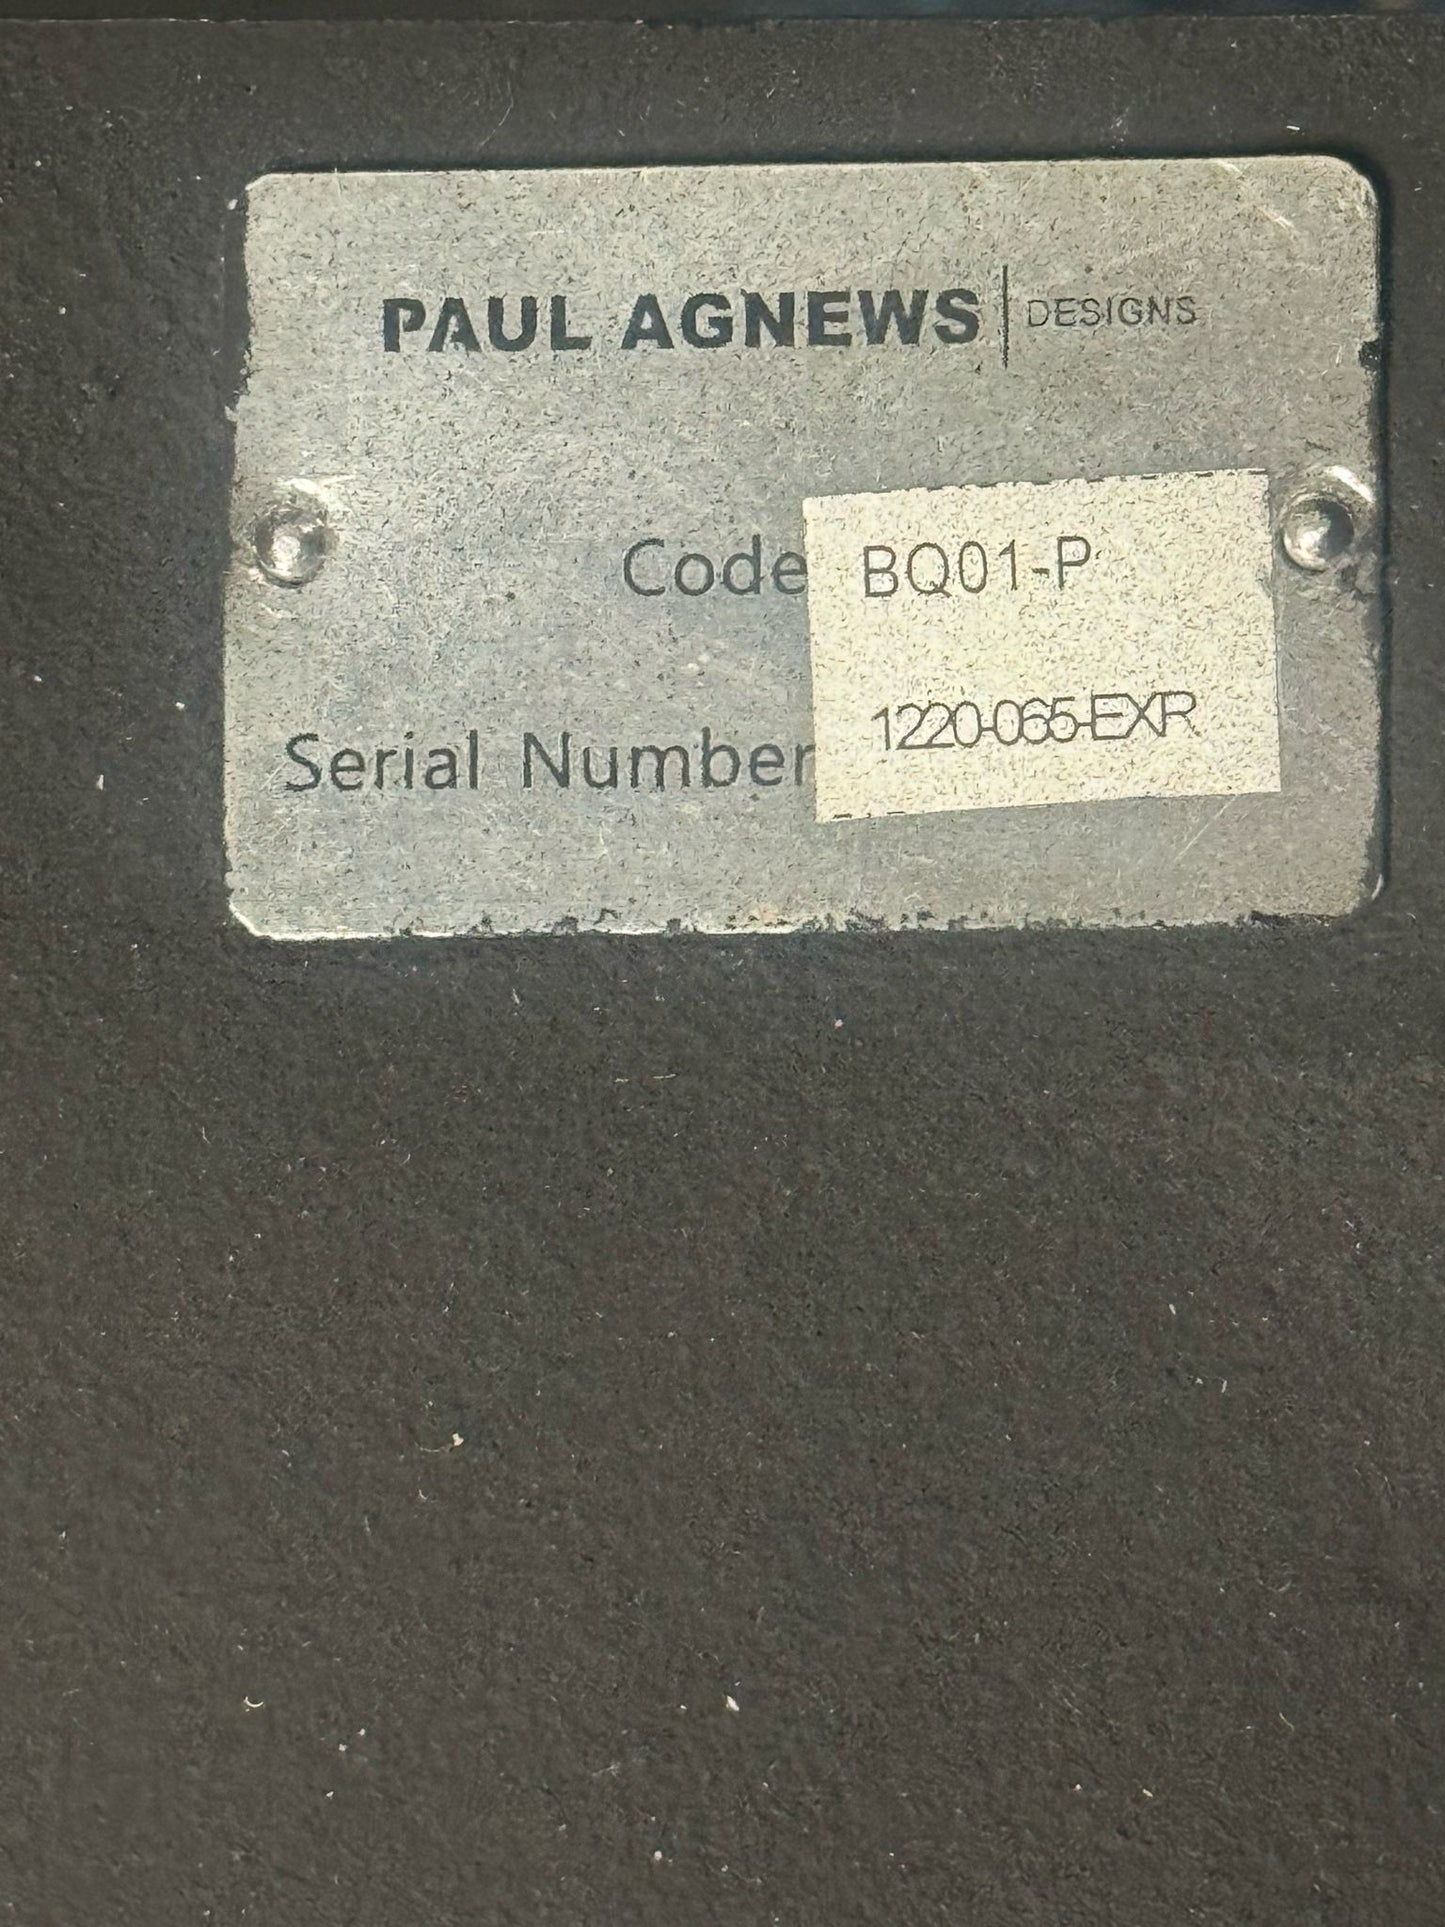 PAUL AGNEWS | DESIGNS
Code BQ01-P
Serial Number 1220-065-EXR